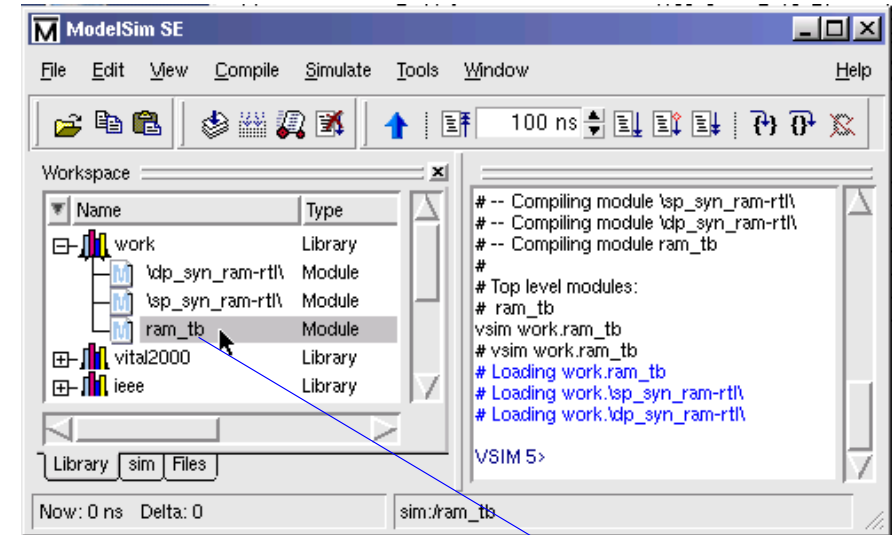 ModelSim SE
File Edit View Compile Simulate Tools Window Help
100 ns
Workspace
Name Type
work Library
\dp_syn_ram-rtl\ Module
\sp_syn_ram-rtl\ Module
ram_tb Module
vital2000 Library
ieee Library
Library sim Files
# -- Compiling module \sp_syn_ram-rtl\
# -- Compiling module \dp_syn_ram-rtl\
# -- Compiling module ram_tb
#
# Top level modules:
# ram_tb
vsim work.ram_tb
# vsim work.ram_tb
# Loading work.ram_tb
# Loading work.\sp_syn_ram-rtl\
# Loading work.\dp_syn_ram-rtl\
VSIM 5>
Now: 0 ns Delta: 0 sim:/ram_tb